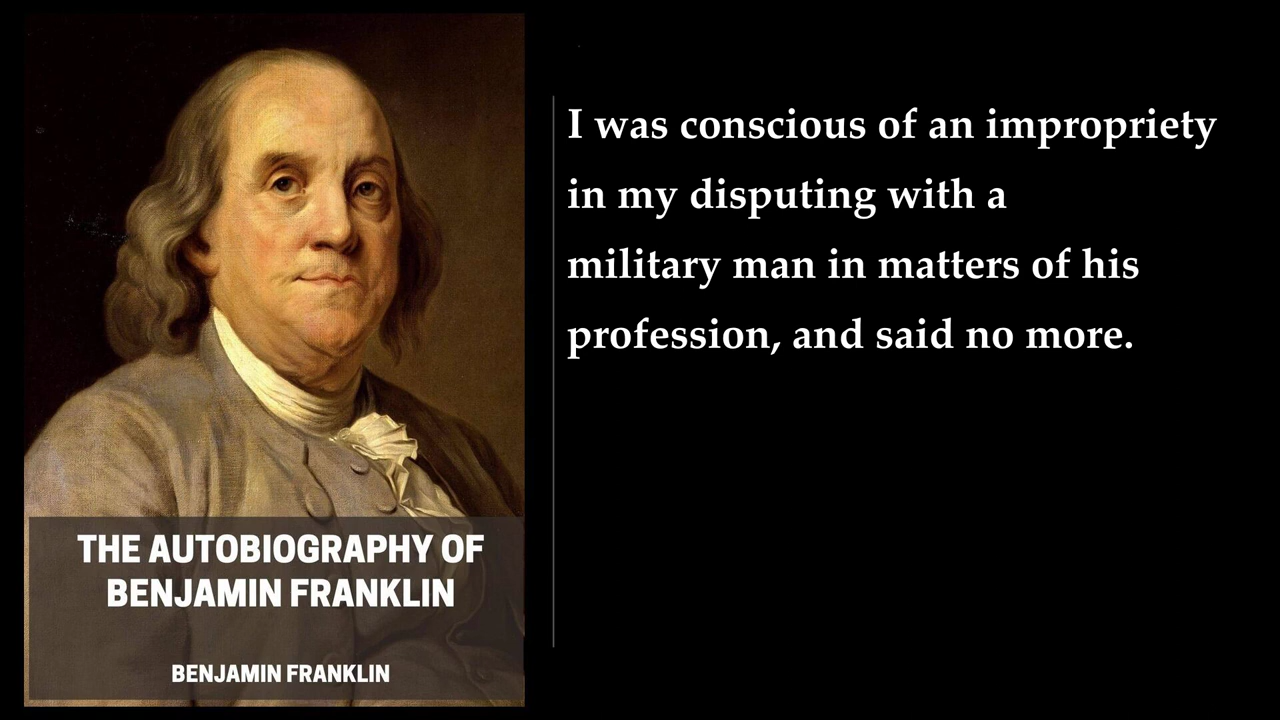 I was conscious of an impropriety
in my disputing with a
military man in matters of his
profession, and said no more.
THE AUTOBIOGRAPHY OF
BENJAMIN FRANKLIN
BENJAMIN FRANKLIN